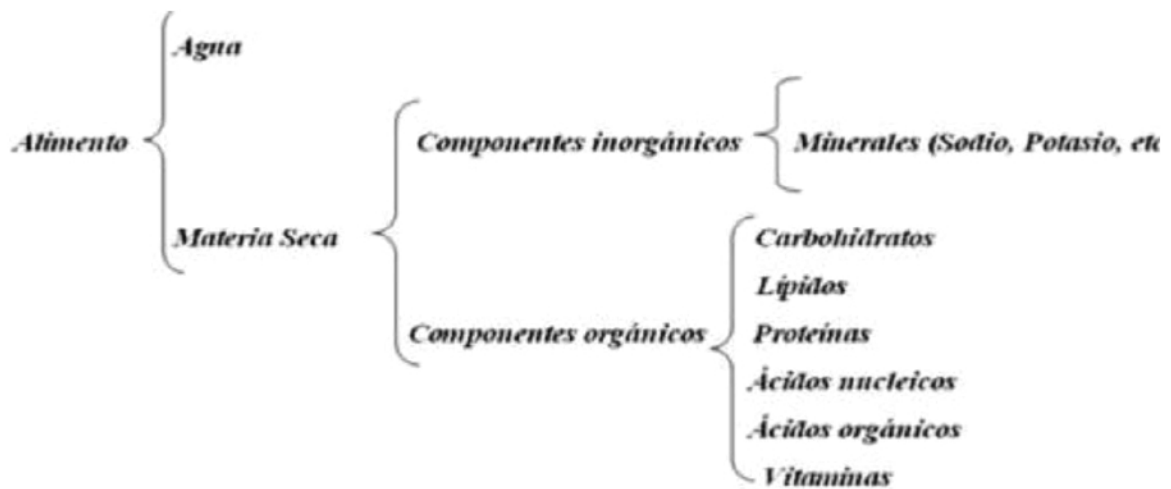 Agua
Alimento
Componentes inorgánicos
Minerales (Sodio, Potasio, etc
Materia Seca
Carbohidratos
Lípidos
Componentes orgánicos
Proteínas
Ácidos nucleicos
Ácidos orgánicos
Vitaminas